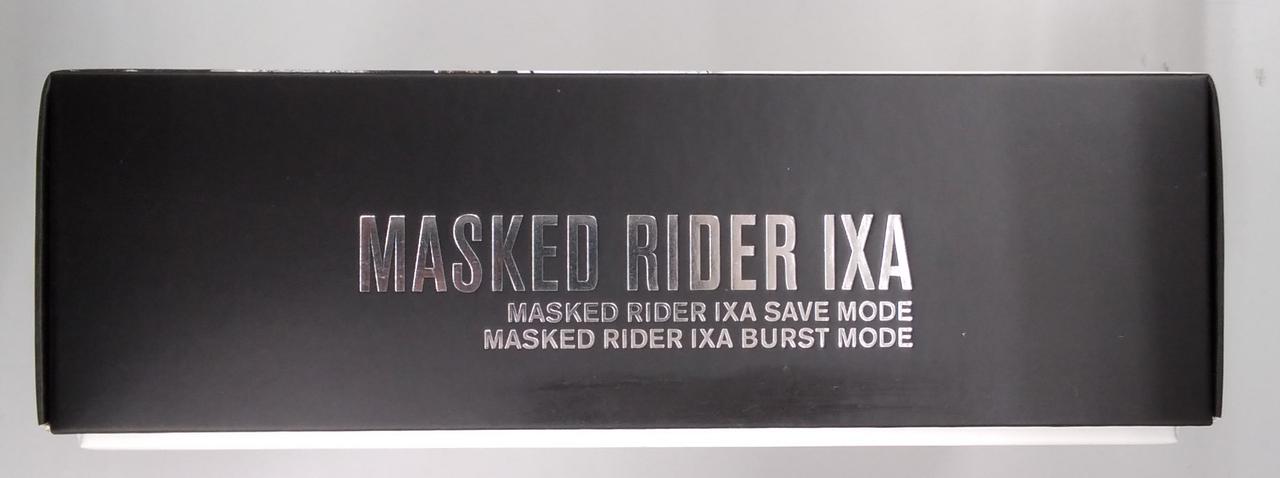 MASKED RIDER IXA
MASKED RIDER IXA SAVE MODE
MASKED RIDER IXA BURST MODE